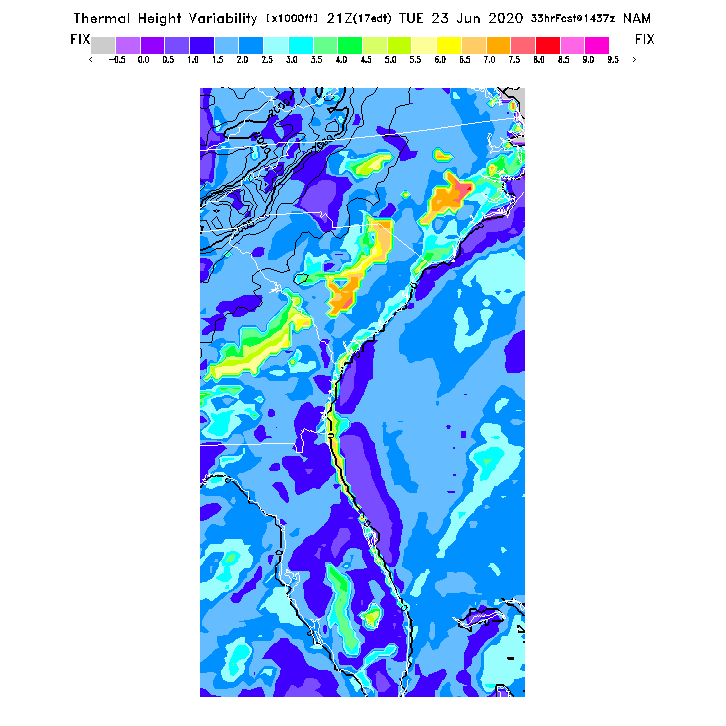 Thermal Height Variability [x1000ft] 21Z(17edt) TUE 23 Jun 2020 33hrFcst@1437z NAM
FIX FIX
< -0.5 0.0 0.5 1.0 1.5 2.0 2.5 3.0 3.5 4.0 4.5 5.0 5.5 6.0 6.5 7.0 7.5 8.0 8.5 9.0 9.5 >